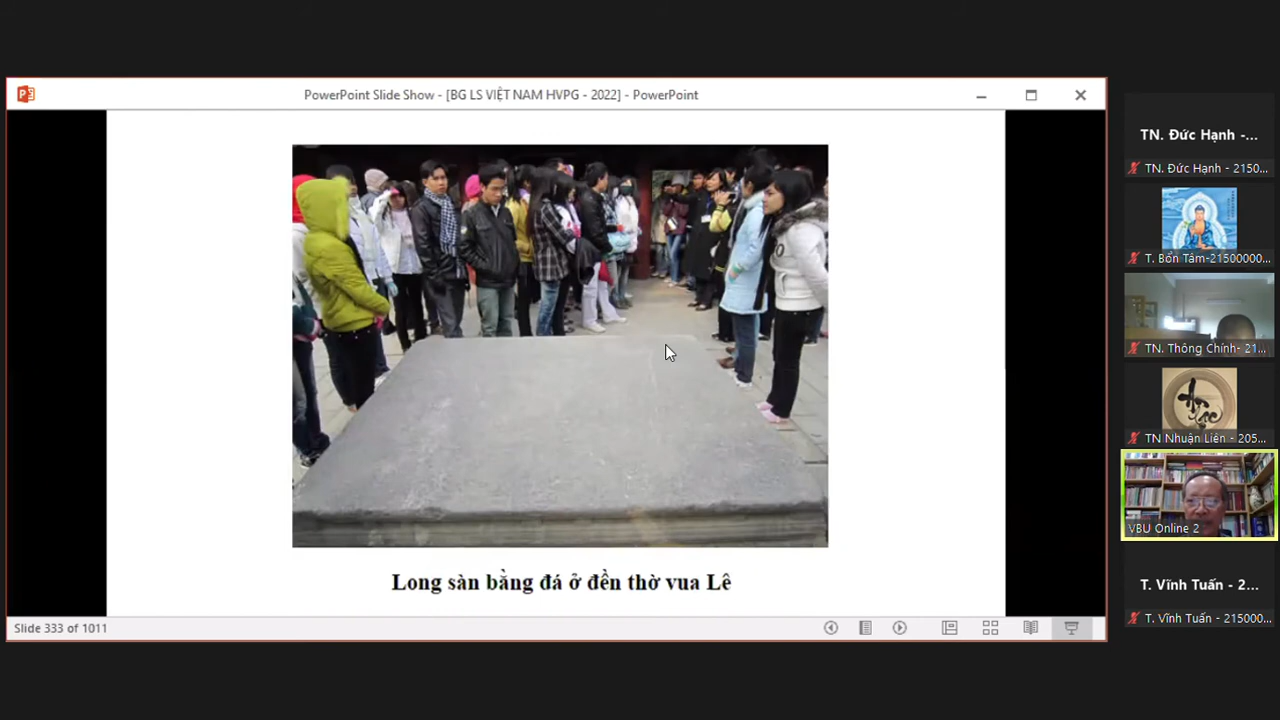 PowerPoint Slide Show - [BG LS VIỆT NAM HVPG - 2022] - PowerPoint
Long sàn bằng đá ở đền thờ vua Lê
Slide 333 of 1011
TN. Đức Hạnh -...
TN. Đức Hạnh - 2150...
T. Bổn Tâm-21500000...
TN. Thông Chính- 21...
TN Nhuận Liên - 205...
VBU Online 2
T. Vĩnh Tuấn - 2...
T. Vĩnh Tuấn - 215000...